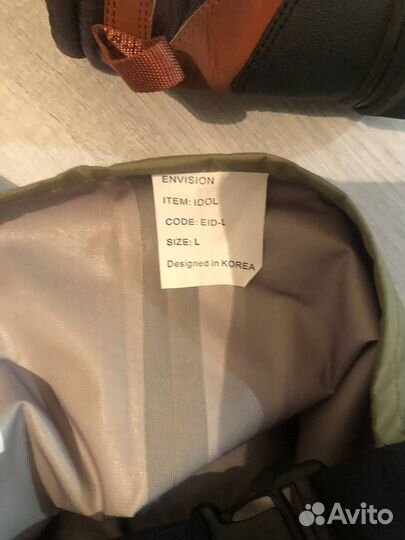 ENVISION
ITEM: IDOL
CODE: EID-L
SIZE: L
Designed in KOREA
Avito